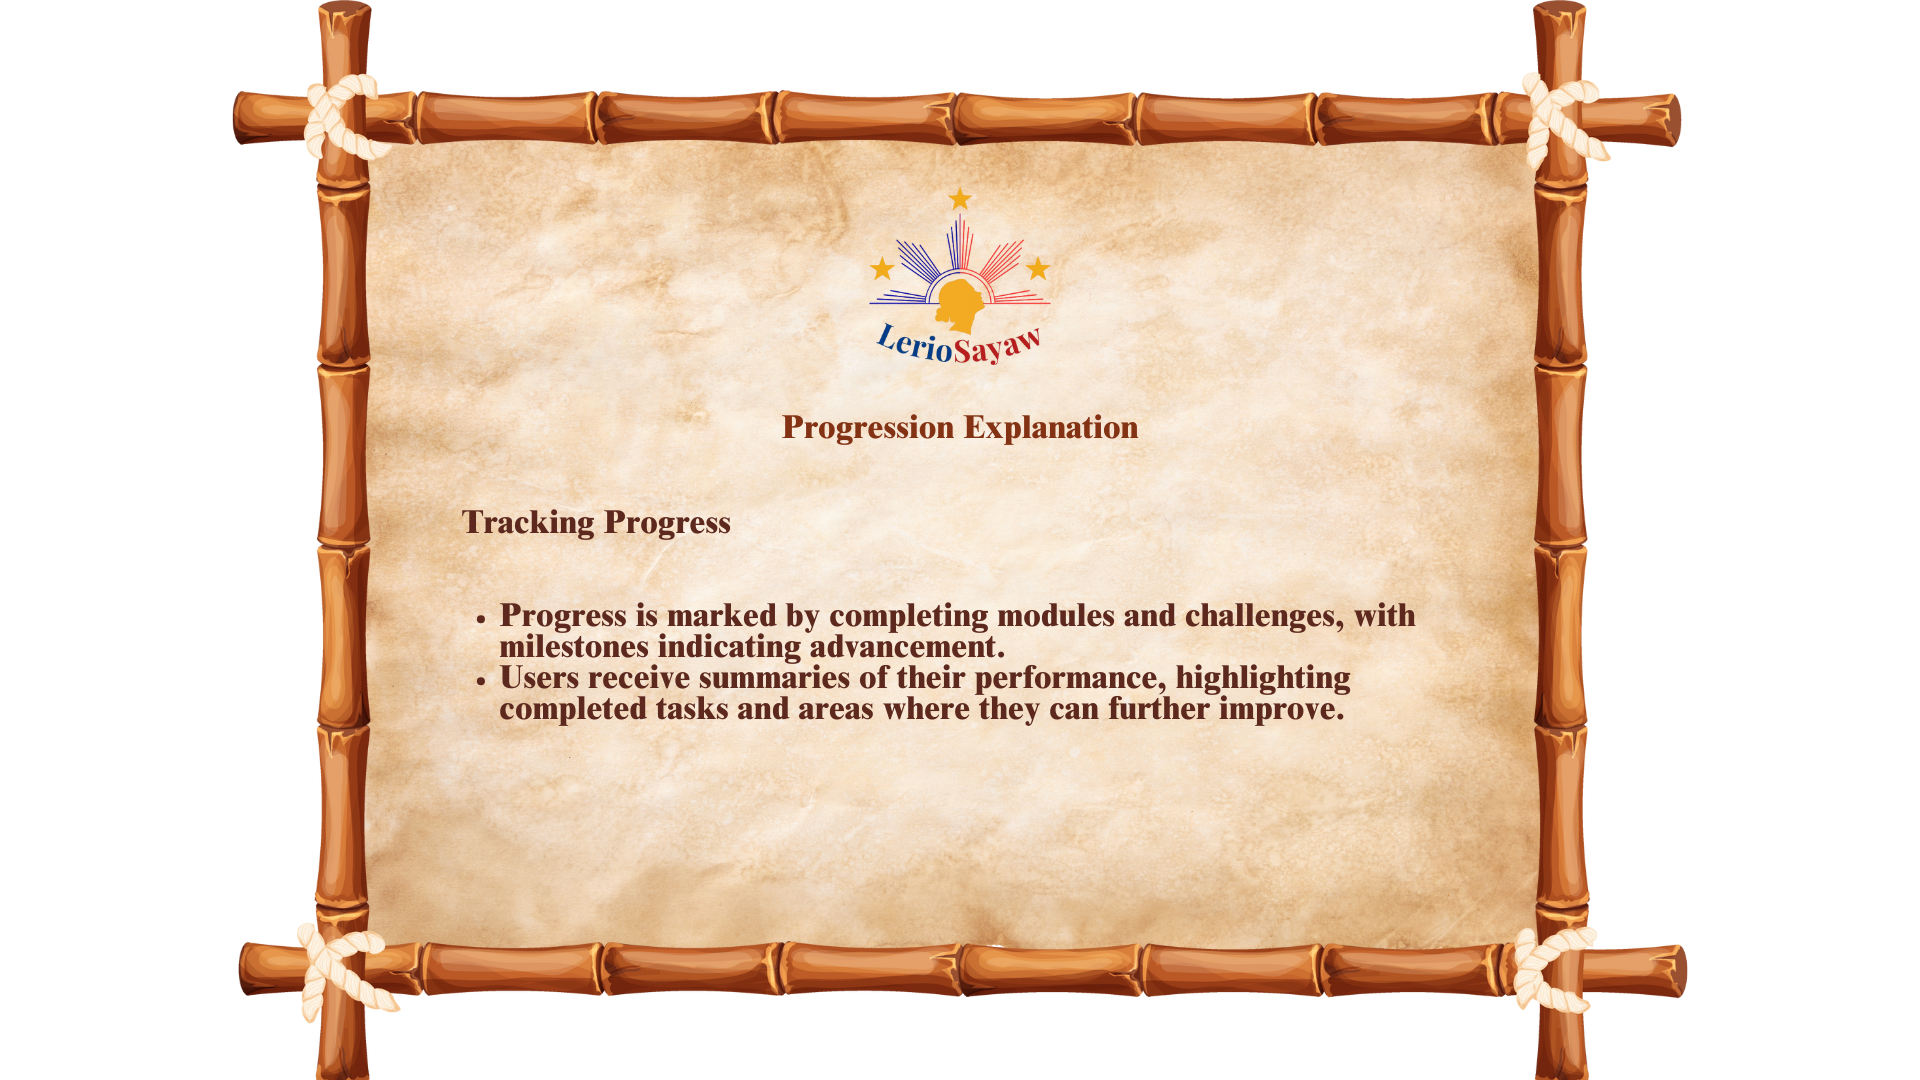 LerioSayaw
Progression Explanation
Tracking Progress
• Progress is marked by completing modules and challenges, with
milestones indicating advancement.
• Users receive summaries of their performance, highlighting
completed tasks and areas where they can further improve.